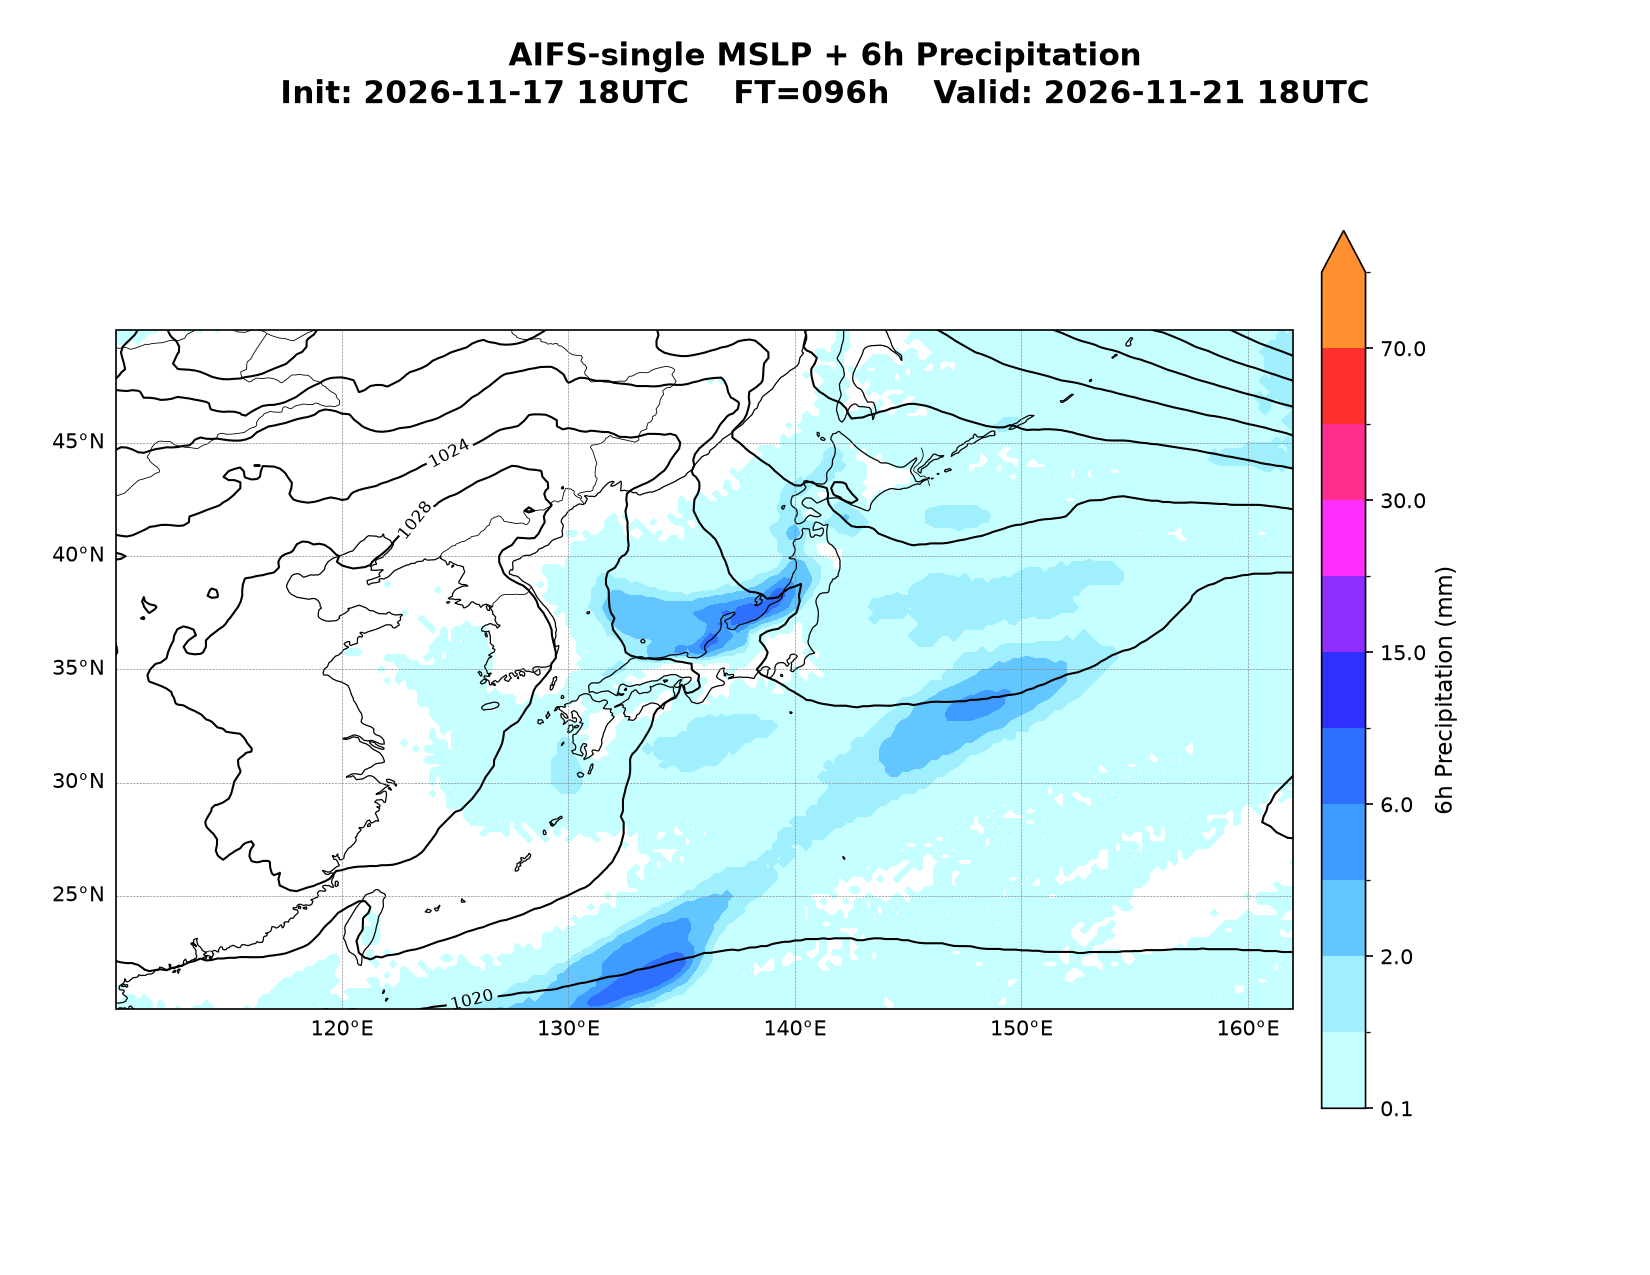 AIFS-single MSLP + 6h Precipitation
Init: 2026-11-17 18UTC    FT=096h    Valid: 2026-11-21 18UTC
70.0
30.0
15.0
6.0
2.0
0.1
6h Precipitation (mm)
45°N
40°N
35°N
30°N
25°N
1024
1028
1020
120°E
130°E
140°E
150°E
160°E